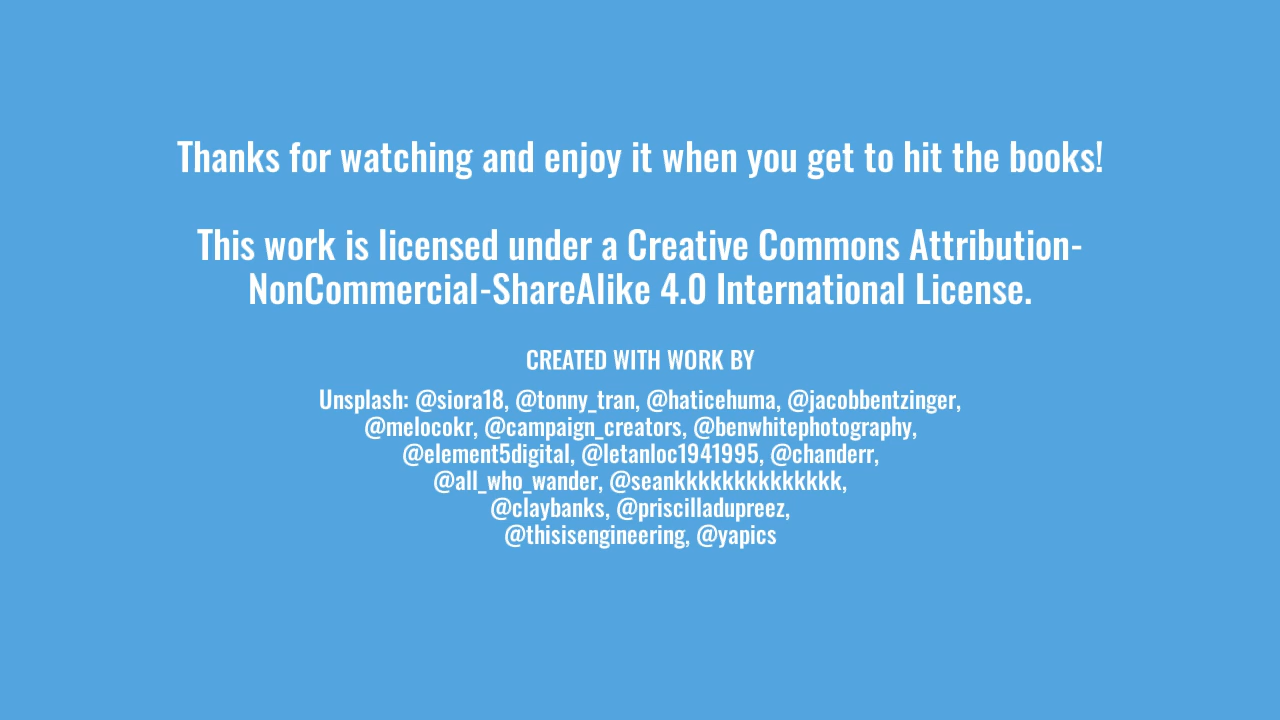 Thanks for watching and enjoy it when you get to hit the books!
This work is licensed under a Creative Commons Attribution-
NonCommercial-ShareAlike 4.0 International License.
CREATED WITH WORK BY
Unsplash: @siora18, @tonny_tran, @haticehuma, @jacobbentzinger,
@melocokr, @campaign_creators, @benwhitephotography,
@element5digital, @letanloc1941995, @chanderr,
@all_who_wander, @seankkkkkkkkkkkkkk,
@claybanks, @priscilladupreez,
@thisisengineering, @yapics